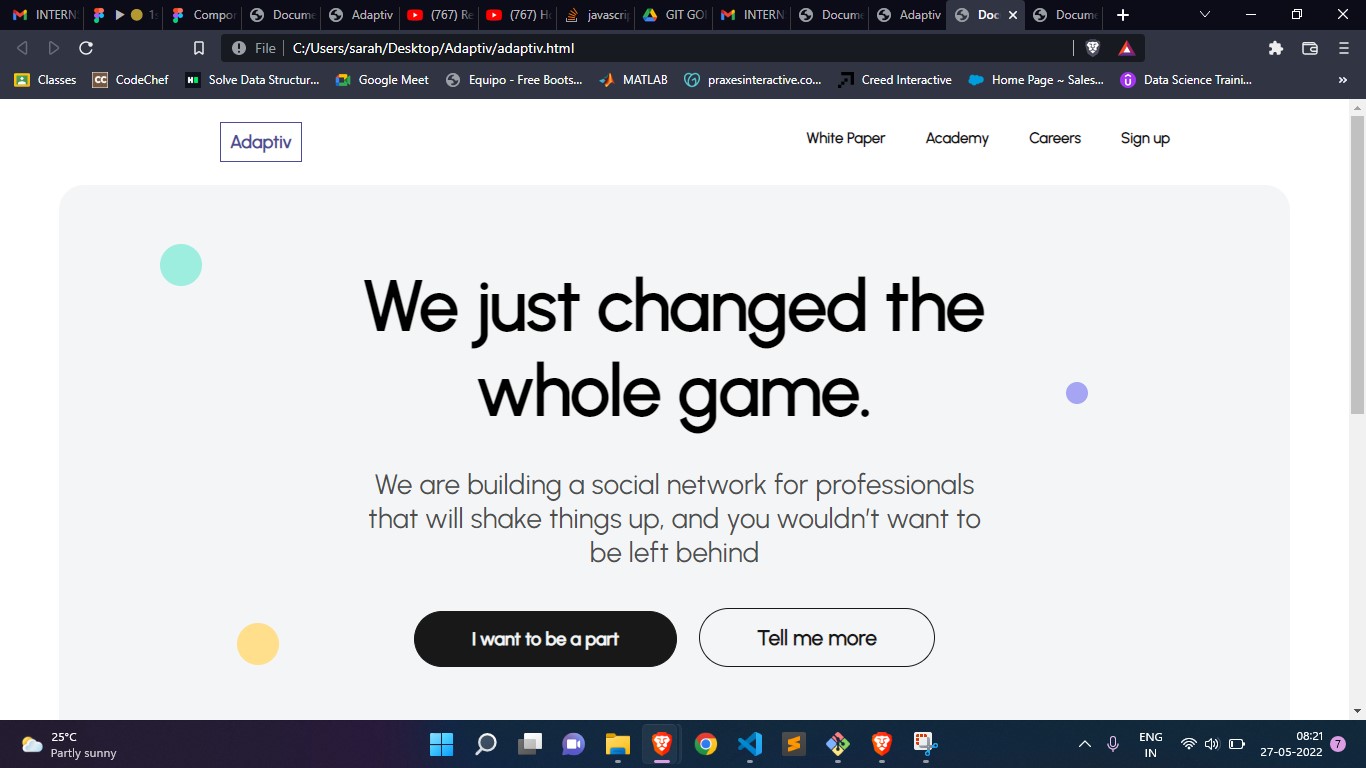 INTERN
1s
Compor
Docume
Adaptiv
(767) Re
(767) H
javascri
GIT GO
INTERN
Docume
Adaptiv
Doc
Docume
File
C:/Users/sarah/Desktop/Adaptiv/adaptiv.html
Classes
CC
CodeChef
H
Solve Data Structur...
Google Meet
Equipo - Free Boots...
MATLAB
praxesinteractive.co...
Creed Interactive
Home Page ~ Sales...
Data Science Traini...
»
Adaptiv
White Paper
Academy
Careers
Sign up
We just changed the
whole game.
We are building a social network for professionals
that will shake things up, and you wouldn't want to
be left behind
I want to be a part
Tell me more
25°C
Partly sunny
ENG
IN
08:21
27-05-2022
7